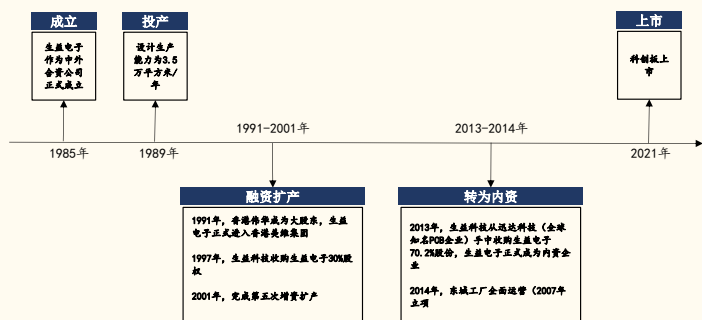 成立
投产
上市
生益电子
作为中外
合资公司
正式成立
设计生产
能力为3.5
万平方米/
年
科创板上
市
1991-2001年
2013-2014年
1985年
1989年
2021年
融资扩产
转为内资
1991年，香港伟华成为大股东，生益
电子正式进入香港美维集团
1997年，生益科技收购生益电子30%股
权
2001年，完成第五次增资扩产
2013年，生益科技从迅达科技（全球
知名PCB企业）手中收购生益电子
70.2%股份，生益电子正式成为内资企
业
2014年，东城工厂全面运营（2007年
立项